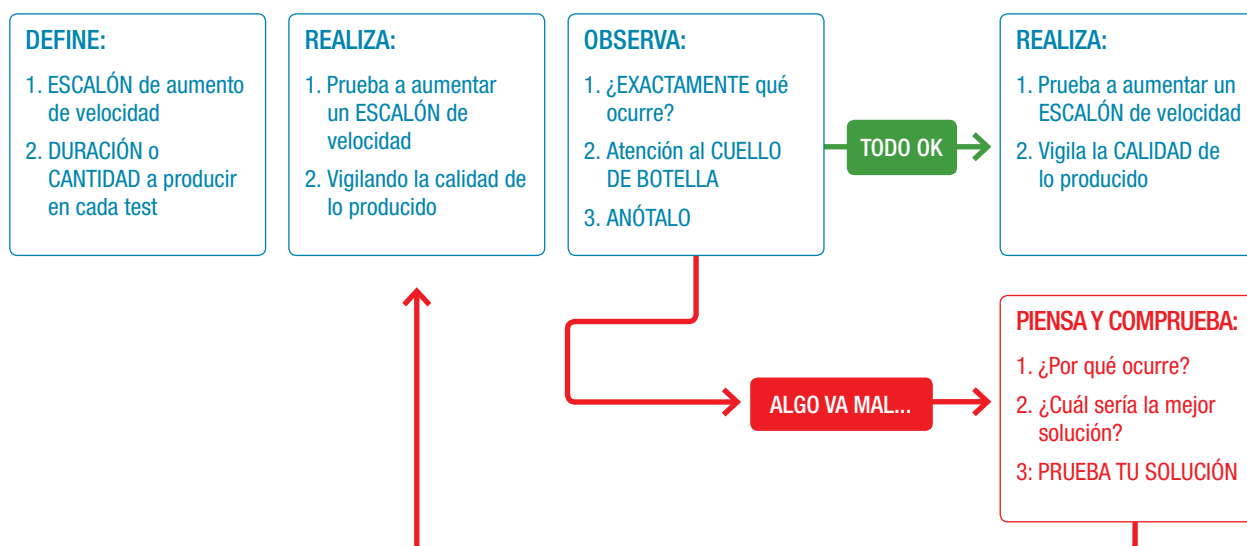 DEFINE:
1. ESCALÓN de aumento
de velocidad
2. DURACIÓN o
CANTIDAD a producir
en cada test
REALIZA:
1. Prueba a aumentar
un ESCALÓN de
velocidad
2. Vigilando la calidad de
lo producido
OBSERVA:
1. ¿EXACTAMENTE qué
ocurre?
2. Atención al CUELLO
DE BOTELLA
3. ANÓTALO
TODO OK
REALIZA:
1. Prueba a aumentar un
ESCALÓN de velocidad
2. Vigila la CALIDAD de
lo producido
ALGO VA MAL...
PIENSA Y COMPRUEBA:
1. ¿Por qué ocurre?
2. ¿Cuál sería la mejor
solución?
3: PRUEBA TU SOLUCIÓN